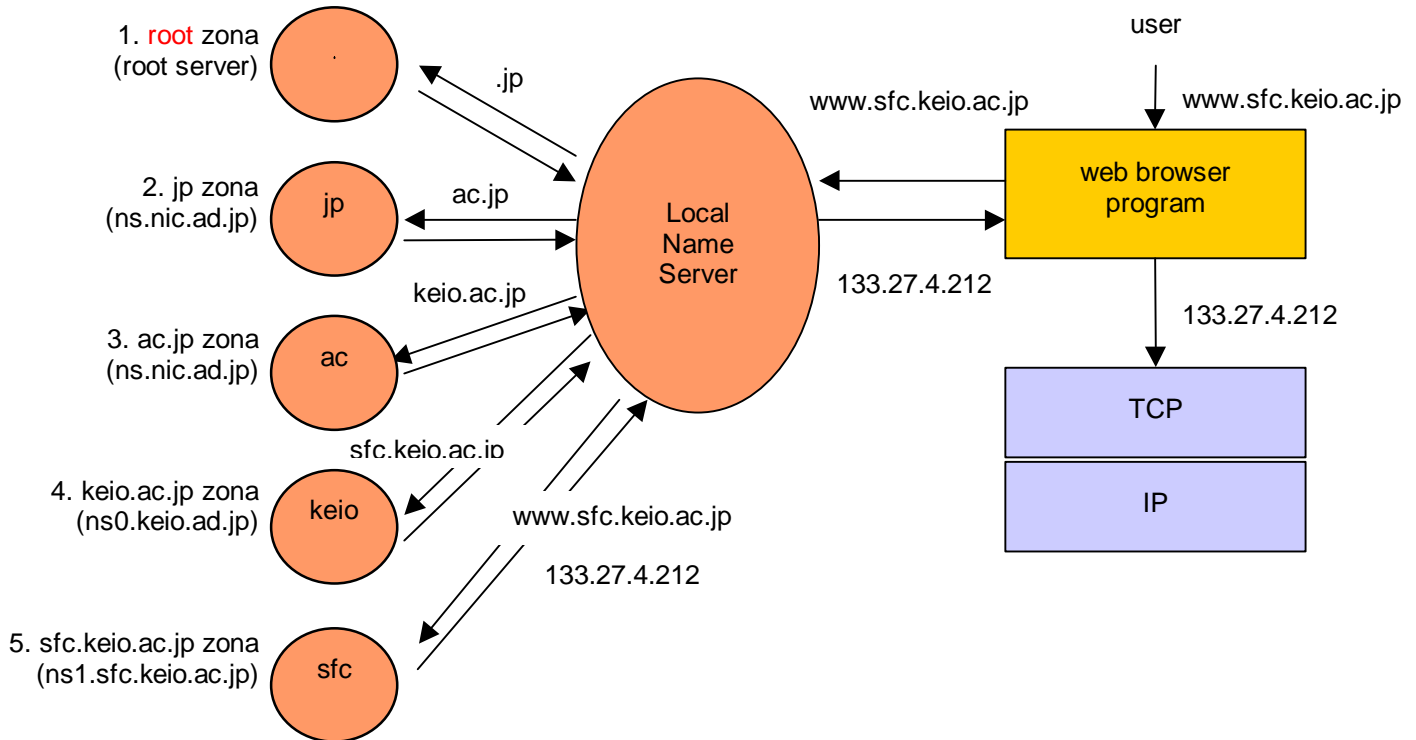 1. root zona
(root server)
.
.jp
user
www.sfc.keio.ac.jp
www.sfc.keio.ac.jp
web browser
program
2. jp zona
(ns.nic.ad.jp)
jp
ac.jp
Local
Name
Server
133.27.4.212
133.27.4.212
keio.ac.jp
3. ac.jp zona
(ns.nic.ad.jp)
ac
TCP
sfc.keio.ac.jp
4. keio.ac.jp zona
(ns0.keio.ad.jp)
keio
www.sfc.keio.ac.jp
IP
133.27.4.212
5. sfc.keio.ac.jp zona
(ns1.sfc.keio.ac.jp)
sfc